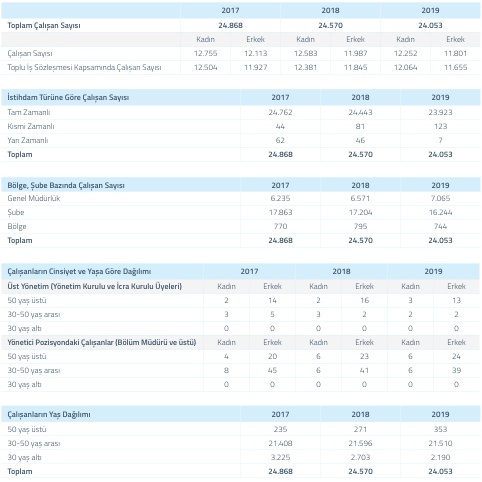 2017 2018 2019
Toplam Çalışan Sayısı 24.868 24.570 24.053
Kadın Erkek Kadın Erkek Kadın Erkek
Çalışan Sayısı 12.755 12.113 12.583 11.987 12.252 11.801
Toplu İş Sözleşmesi Kapsamında Çalışan Sayısı 12.504 11.927 12.381 11.845 12.064 11.655
İstihdam Türüne Göre Çalışan Sayısı 2017 2018 2019
Tam Zamanlı 24.762 24.443 23.923
Kısmi Zamanlı 44 81 123
Yarı Zamanlı 62 46 7
Toplam 24.868 24.570 24.053
Bölge, Şube Bazında Çalışan Sayısı 2017 2018 2019
Genel Müdürlük 6.235 6.571 7.065
Şube 17.863 17.204 16.244
Bölge 770 795 744
Toplam 24.868 24.570 24.053
Çalışanların Cinsiyet ve Yaşa Göre Dağılımı 2017 2018 2019
Üst Yönetim (Yönetim Kurulu ve İcra Kurulu Üyeleri) Kadın Erkek Kadın Erkek Kadın Erkek
50 yaş üstü 2 14 2 16 3 13
30-50 yaş arası 3 5 3 2 2 2
30 yaş altı 0 0 0 0 0 0
Yönetici Pozisyondaki Çalışanlar (Bölüm Müdürü ve üstü) Kadın Erkek Kadın Erkek Kadın Erkek
50 yaş üstü 4 20 6 23 6 24
30-50 yaş arası 8 45 6 41 6 39
30 yaş altı 0 0 0 0 0 0
Çalışanların Yaş Dağılımı 2017 2018 2019
50 yaş üstü 235 271 353
30-50 yaş arası 21.408 21.596 21.510
30 yaş altı 3.225 2.703 2.190
Toplam 24.868 24.570 24.053